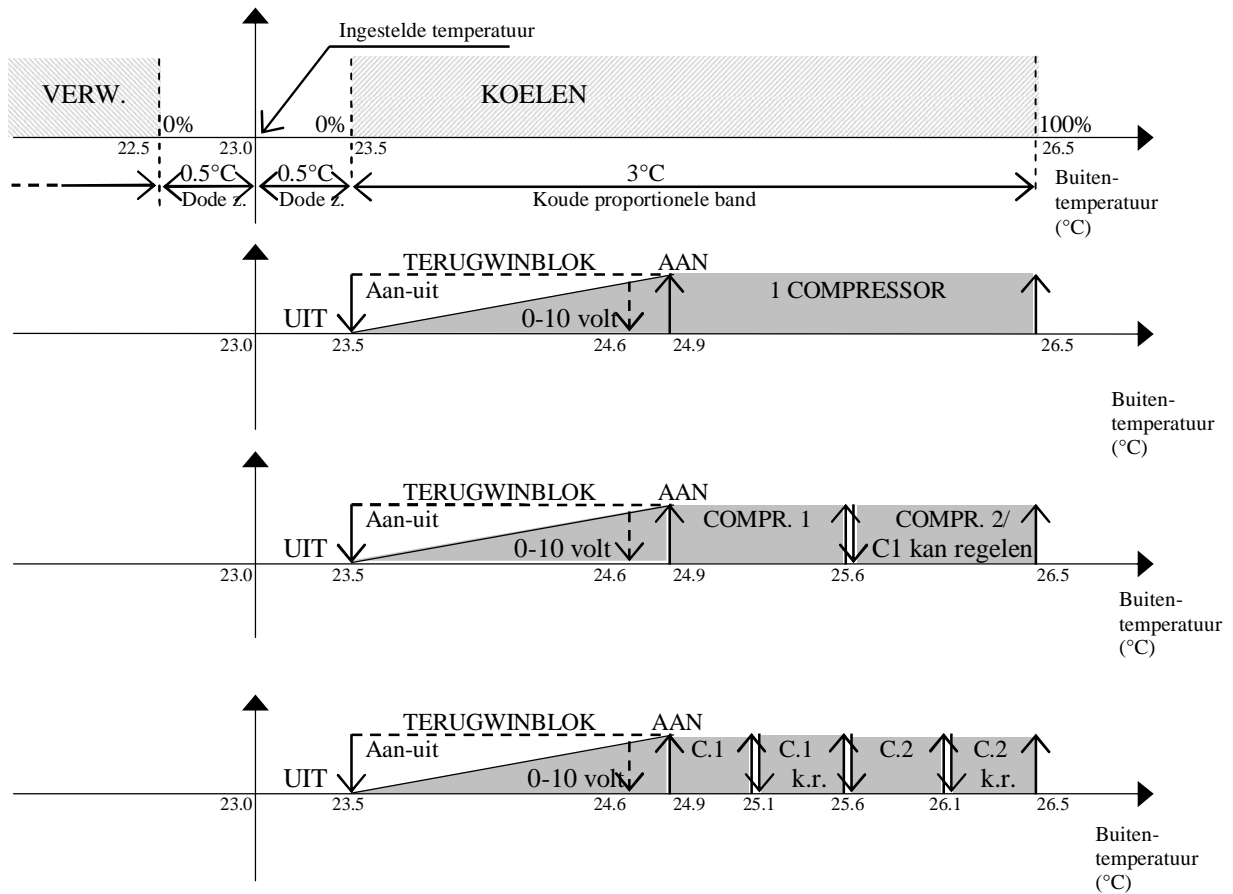 Ingestelde temperatuur
VERW.
KOELEN
0%
0%
100%
22.5
23.0
23.5
26.5
0.5°C
0.5°C
3°C
Dode z.
Dode z.
Koude proportionele band
Buiten-
temperatuur
(°C)
TERUGWINBLOK
AAN
Aan-uit
1 COMPRESSOR
UIT
0-10 volt
23.0
23.5
24.6
24.9
26.5
Buiten-
temperatuur
(°C)
TERUGWINBLOK
AAN
Aan-uit
COMPR. 1
COMPR. 2/
UIT
0-10 volt
C1 kan regelen
23.0
23.5
24.6
24.9
25.6
26.5
Buiten-
temperatuur
(°C)
TERUGWINBLOK
AAN
Aan-uit
C.1
C.1
C.2
C.2
UIT
0-10 volt
k.r.
k.r.
23.0
23.5
24.6
24.9
25.1
25.6
26.1
26.5
Buiten-
temperatuur
(°C)